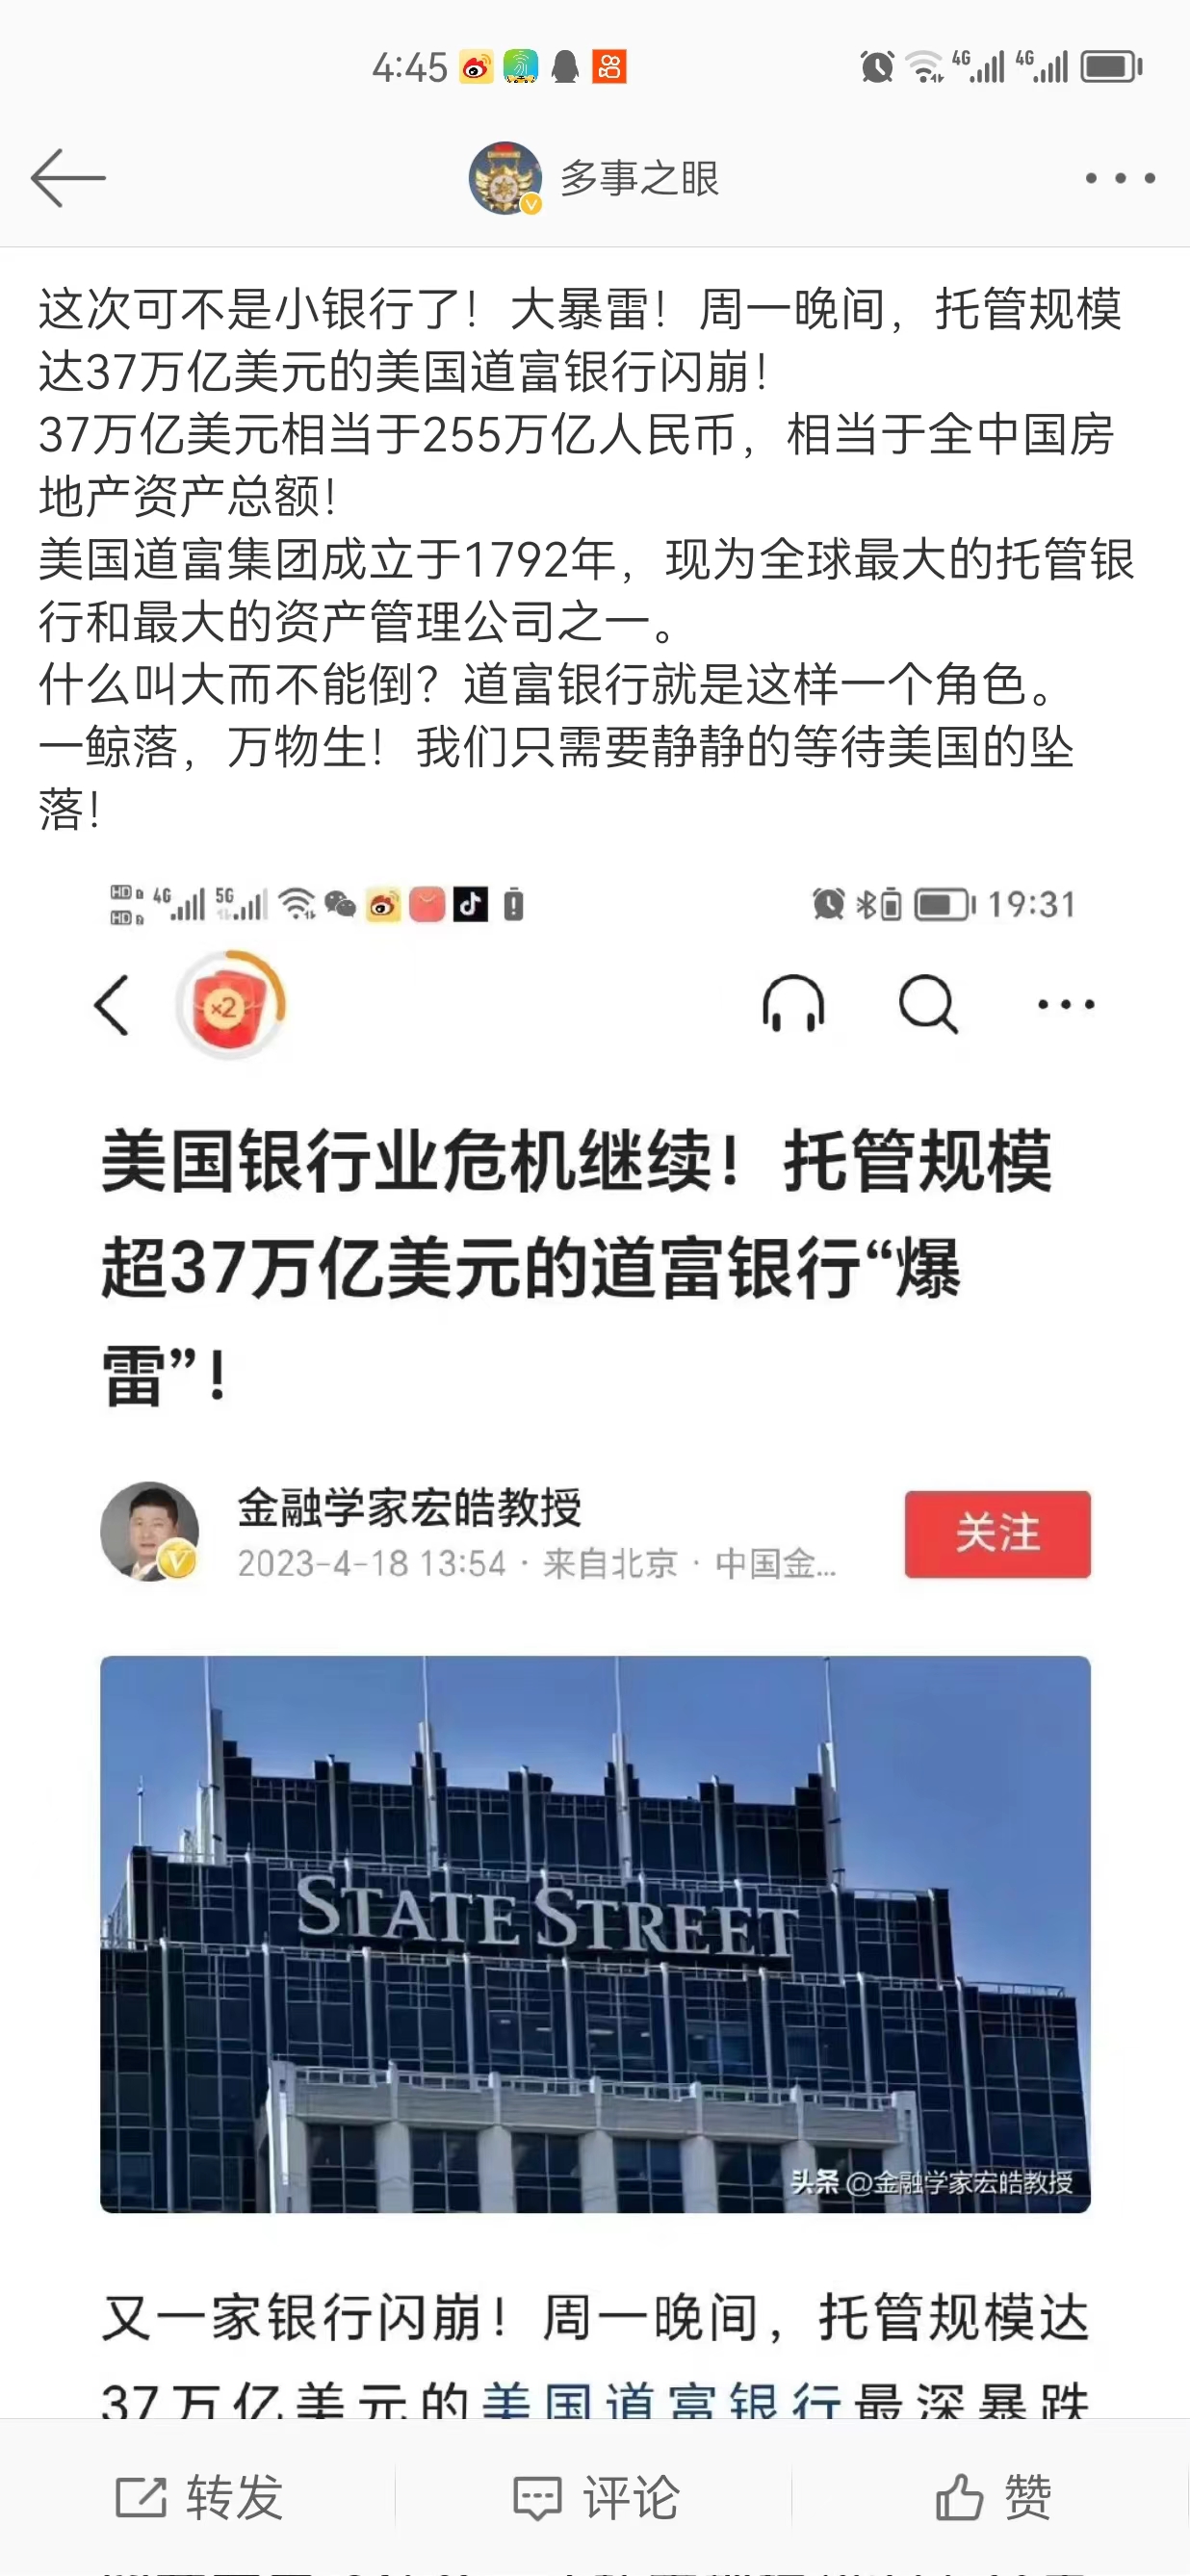 4:45
4G
4G
多事之眼
这次可不是小银行了！大暴雷！周一晚间，托管规模
达37万亿美元的美国道富银行闪崩！
37万亿美元相当于255万亿人民币，相当于全中国房
地产资产总额！
美国道富集团成立于1792年，现为全球最大的托管银
行和最大的资产管理公司之一。
什么叫大而不能倒？道富银行就是这样一个角色。
一鲸落，万物生！我们只需要静静的等待美国的坠
落！
HD
HD
4G
5G
19:31
x2
美国银行业危机继续！托管规模
超37万亿美元的道富银行“爆
雷”！
金融学家宏皓教授
2023-4-18 13:54 · 来自北京 · 中国金...
关注
STATE STREET
头条 @金融学家宏皓教授
又一家银行闪崩！周一晚间，托管规模达
37万亿美元的美国道富银行最深暴跌
转发
评论
赞